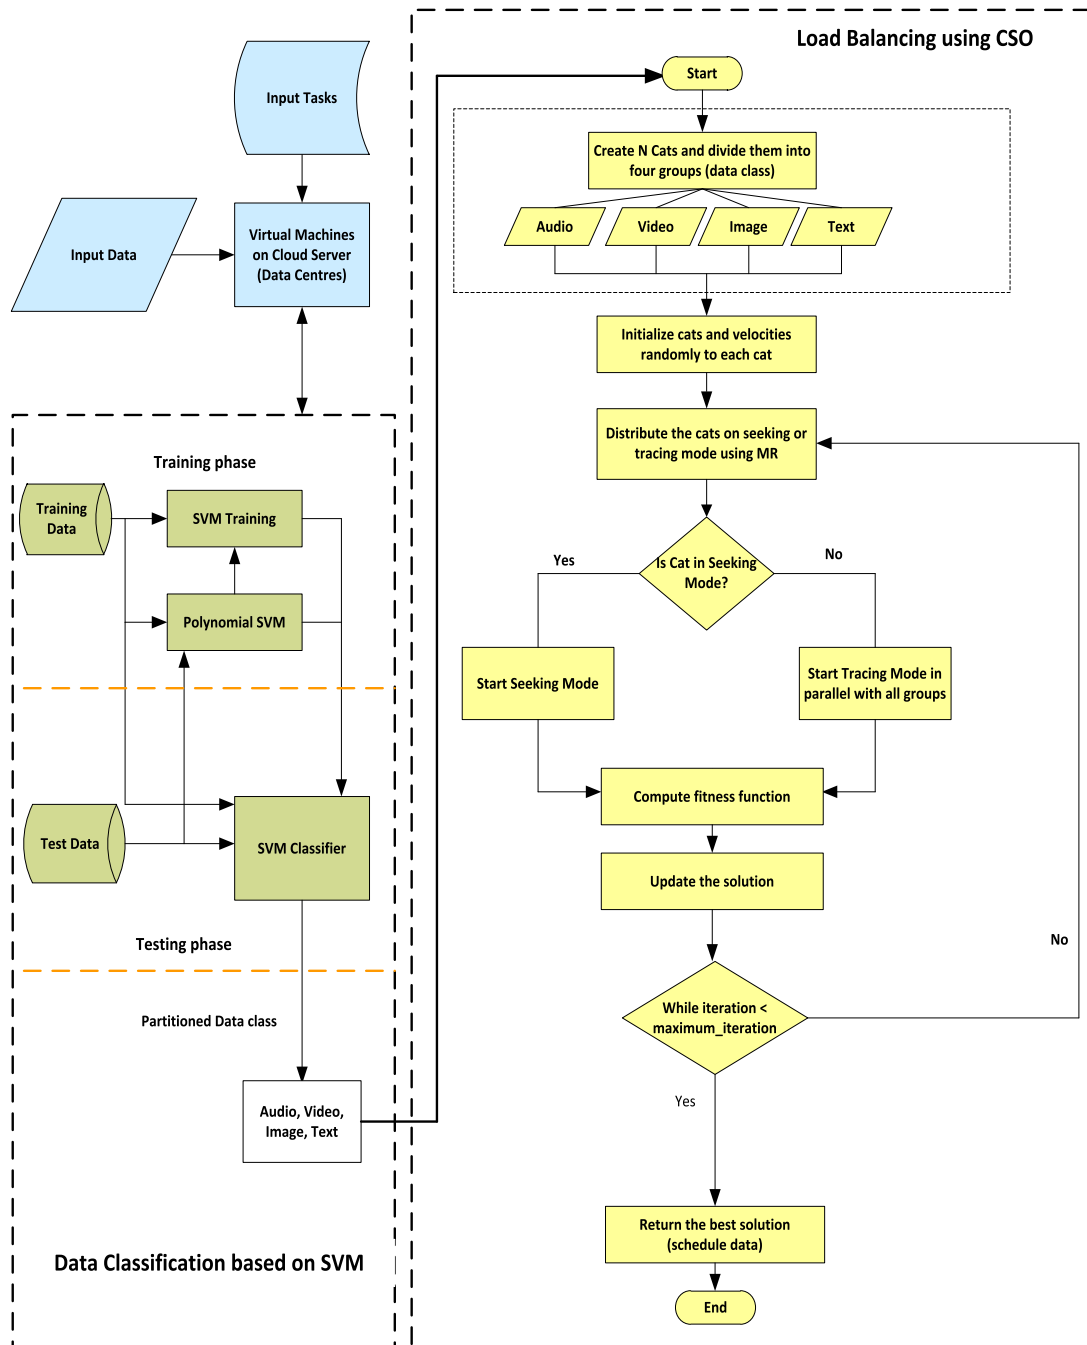 Load Balancing using CSO
Input Tasks
Input Data
Virtual Machines
on Cloud Server
(Data Centres)
Training phase
Training
Data
SVM Training
Polynomial SVM
Test Data
SVM Classifier
Testing phase
Partitioned Data class
Audio, Video,
Image, Text
Data Classification based on SVM
Start
Create N Cats and divide them into
four groups (data class)
Audio
Video
Image
Text
Initialize cats and velocities
randomly to each cat
Distribute the cats on seeking or
tracing mode using MR
Is Cat in Seeking
Mode?
Yes
No
Start Seeking Mode
Start Tracing Mode in
parallel with all groups
Compute fitness function
Update the solution
While iteration <
maximum_iteration
No
Yes
Return the best solution
(schedule data)
End